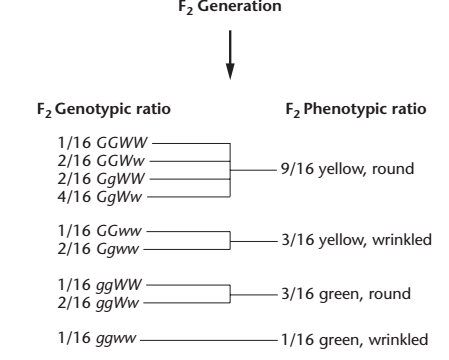 F2 Generation
F2 Genotypic ratio F2 Phenotypic ratio
1/16 GGWW
2/16 GGWw
2/16 GgWW
4/16 GgWw
9/16 yellow, round
1/16 GGww
2/16 Ggww
3/16 yellow, wrinkled
1/16 ggWW
2/16 ggWw
3/16 green, round
1/16 ggww
1/16 green, wrinkled